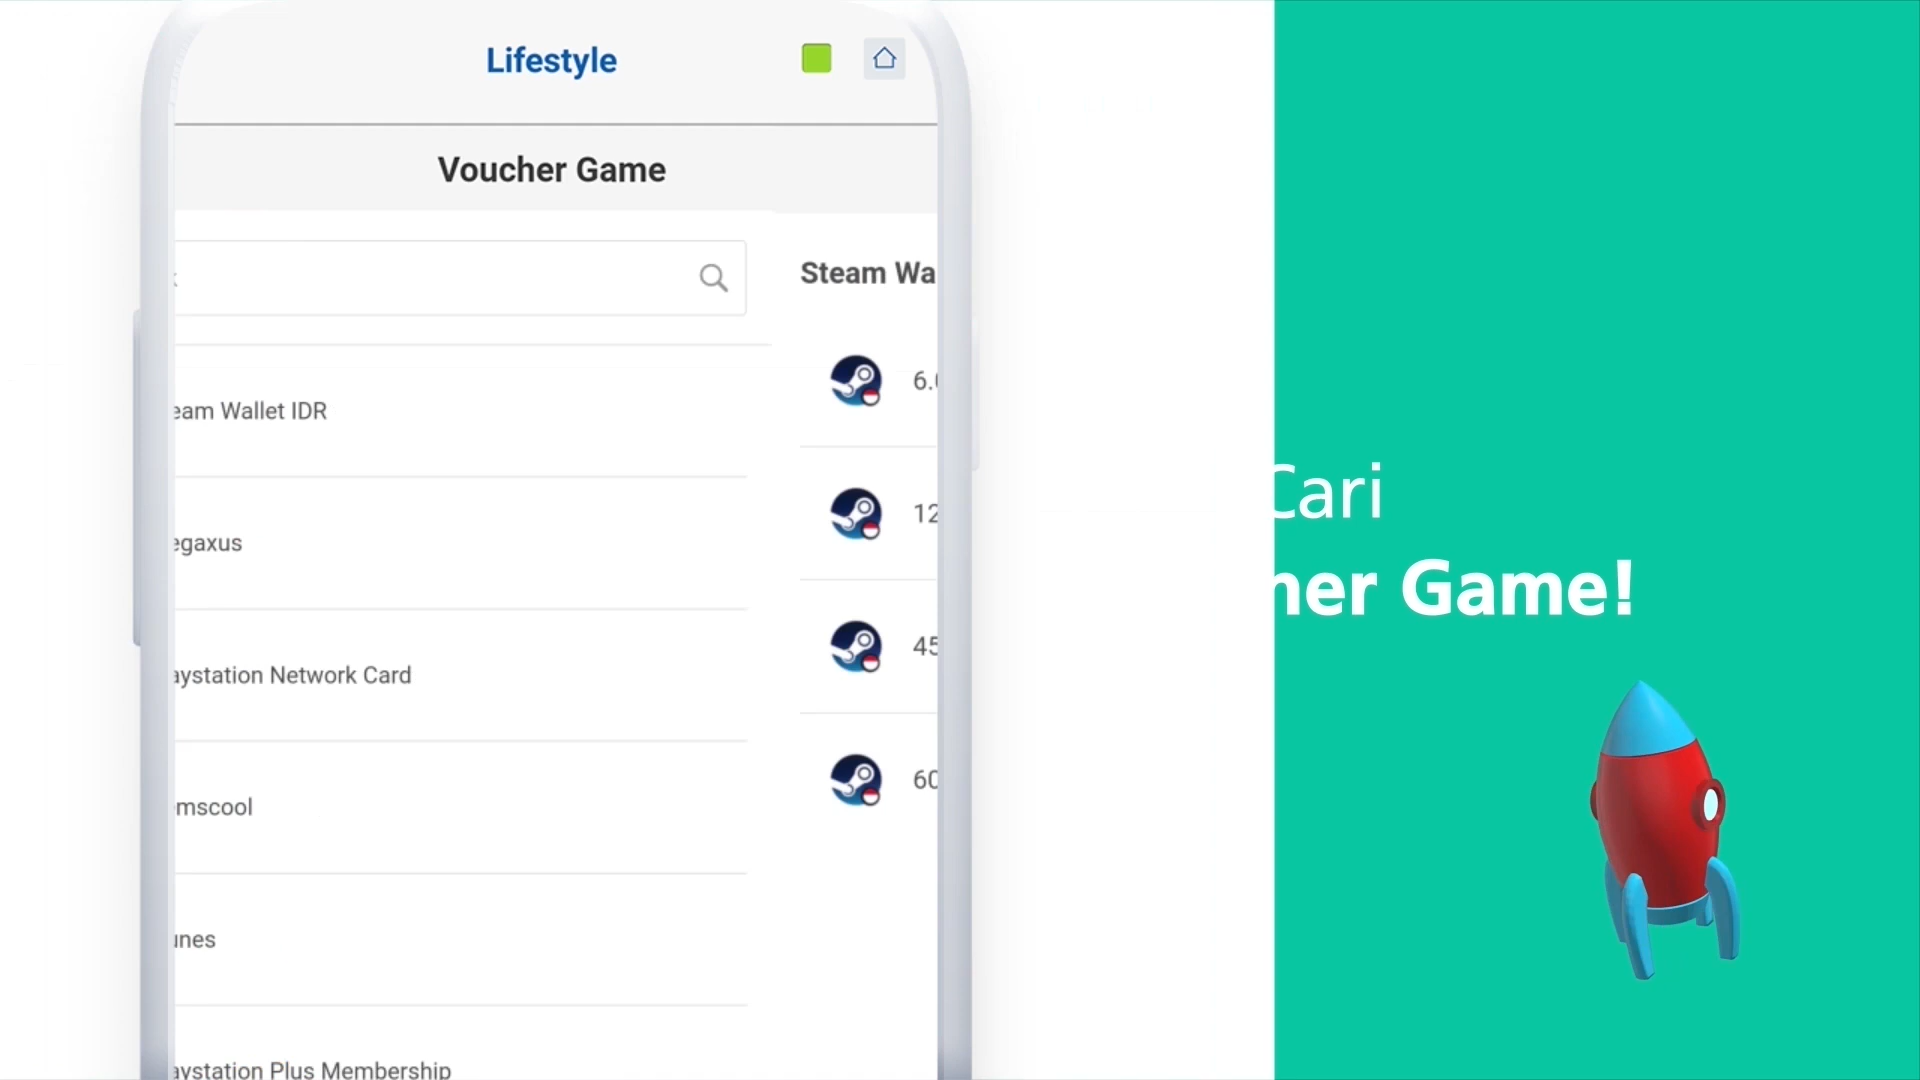 Lifestyle
Voucher Game
Steam Wa
eam Wallet IDR
egaxus
aystation Network Card
mscool
unes
aystation Plus Membership
6.0
12
45
60
Cari
her Game!